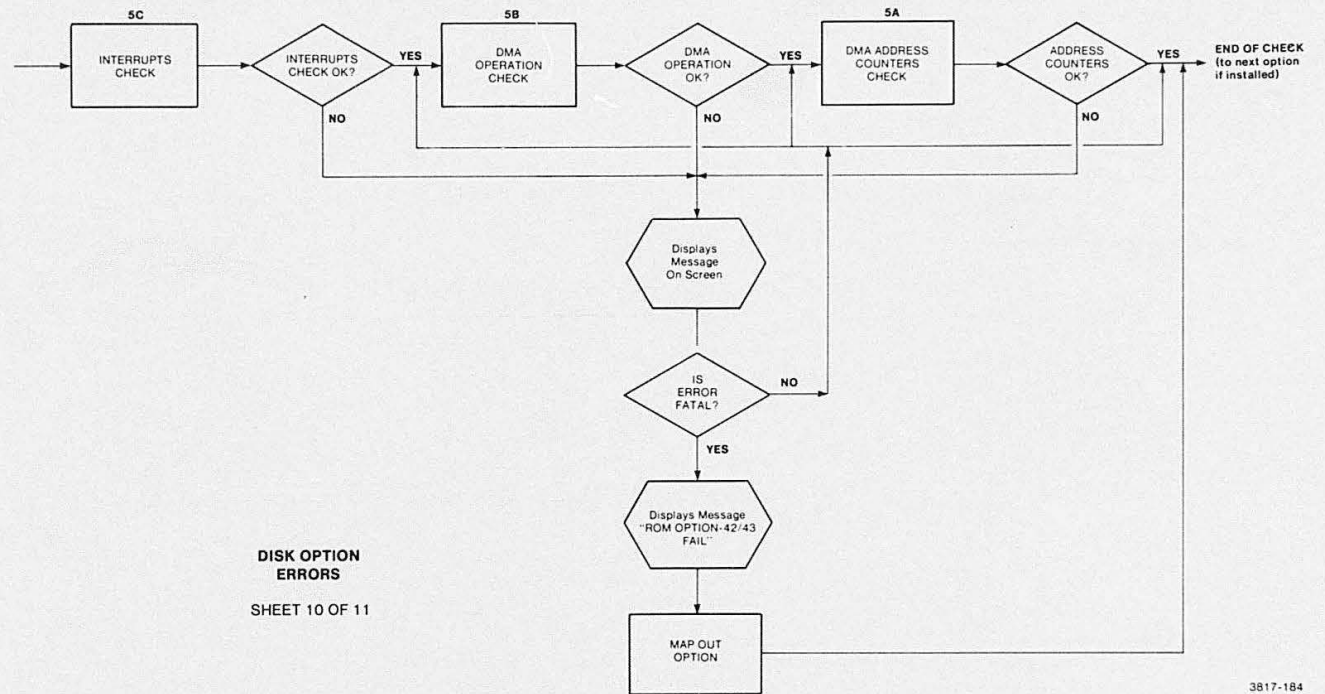 5C
INTERRUPTS
CHECK
INTERRUPTS
CHECK OK?
YES
NO
5B
DMA
OPERATION
CHECK
DMA
OPERATION
OK?
YES
NO
5A
DMA ADDRESS
COUNTERS
CHECK
ADDRESS
COUNTERS
OK?
YES
NO
END OF CHECK
(to next option
if installed)
Displays
Message
On Screen
IS
ERROR
FATAL?
NO
YES
Displays Message
"ROM OPTION-42/43
FAIL"
MAP OUT
OPTION
DISK OPTION
ERRORS
SHEET 10 OF 11
3817-184